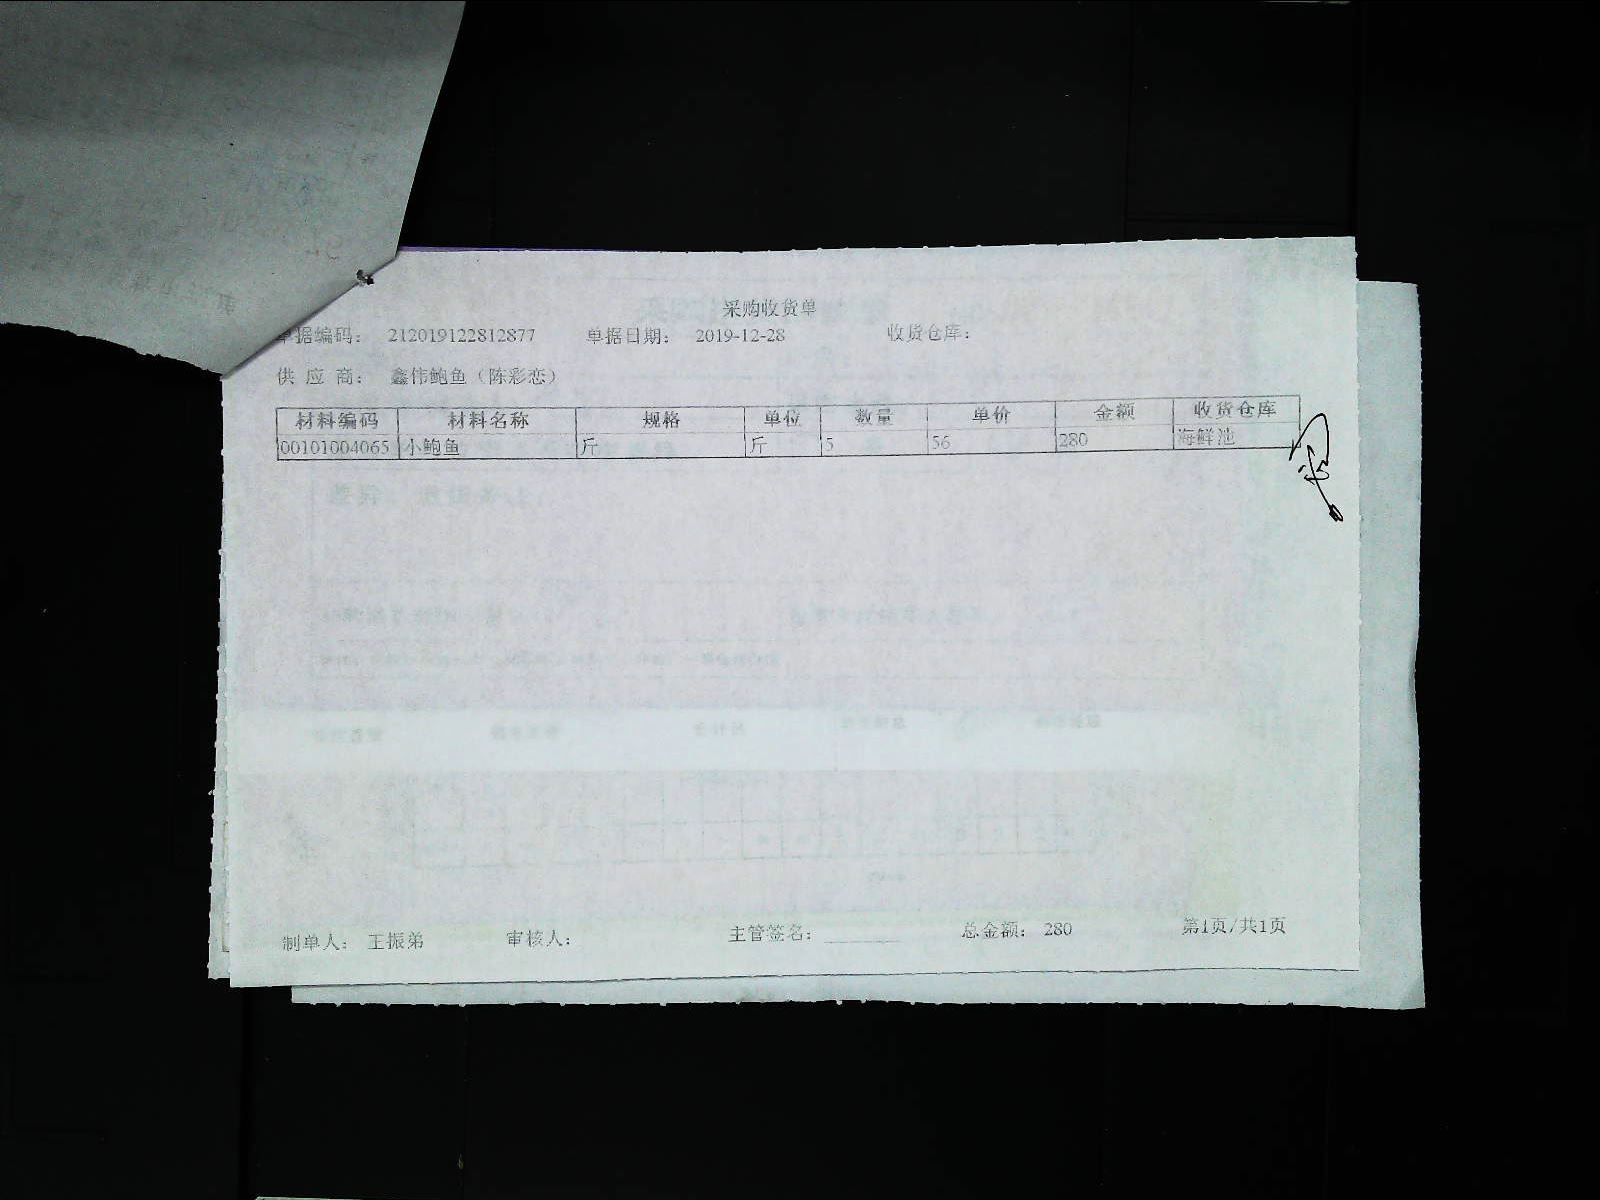 采购收货单
单据编码： 212019122812877 单据日期： 2019-12-28 收货仓库：
供 应 商： 鑫伟鲍鱼（陈彩恋）
材料编码 材料名称 规格 单位 数量 单价 金额 收货仓库
00101004065 小鲍鱼 斤 斤 5 56 280 海鲜池
制单人： 王振弟 审核人： 主管签名：________ 总金额： 280 第1页/共1页